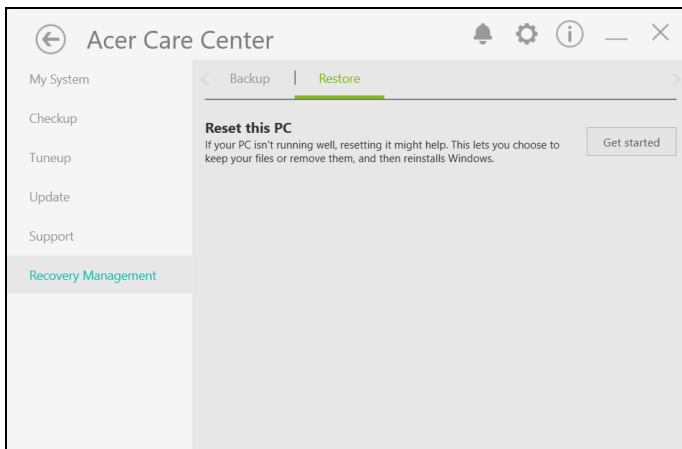 Acer Care Center
My System
Checkup
Tuneup
Update
Support
Recovery Management
Backup | Restore
Reset this PC
If your PC isn't running well, resetting it might help. This lets you choose to
keep your files or remove them, and then reinstalls Windows.
Get started